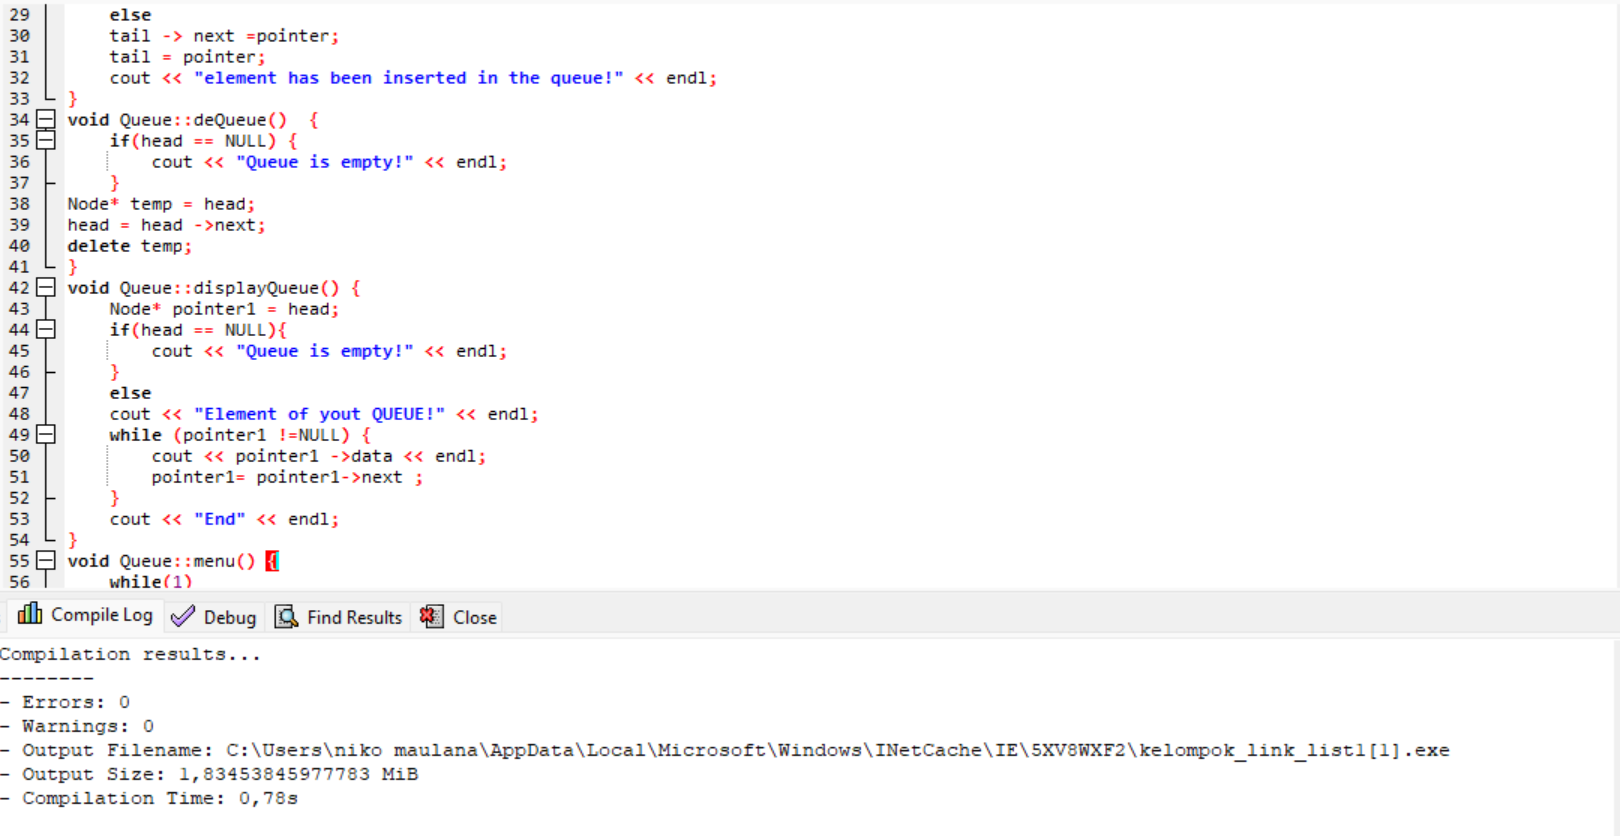 29 else
30 tail -> next =pointer;
31 tail = pointer;
32 cout << "element has been inserted in the queue!" << endl;
33 }
34 void Queue::deQueue()  {
35 if(head == NULL) {
36 cout << "Queue is empty!" << endl;
37 }
38 Node* temp = head;
39 head = head ->next;
40 delete temp;
41 }
42 void Queue::displayQueue() {
43 Node* pointer1 = head;
44 if(head == NULL){
45 cout << "Queue is empty!" << endl;
46 }
47 else
48 cout << "Element of yout QUEUE!" << endl;
49 while (pointer1 !=NULL) {
50 cout << pointer1 ->data << endl;
51 pointer1= pointer1->next ;
52 }
53 cout << "End" << endl;
54 }
55 void Queue::menu() {
56 while(1)
Compile Log Debug Find Results Close
Compilation results...
--------
- Errors: 0
- Warnings: 0
- Output Filename: C:\Users\niko maulana\AppData\Local\Microsoft\Windows\INetCache\IE\5XV8WXF2\kelompok_link_list1[1].exe
- Output Size: 1,83453845977783 MiB
- Compilation Time: 0,78s